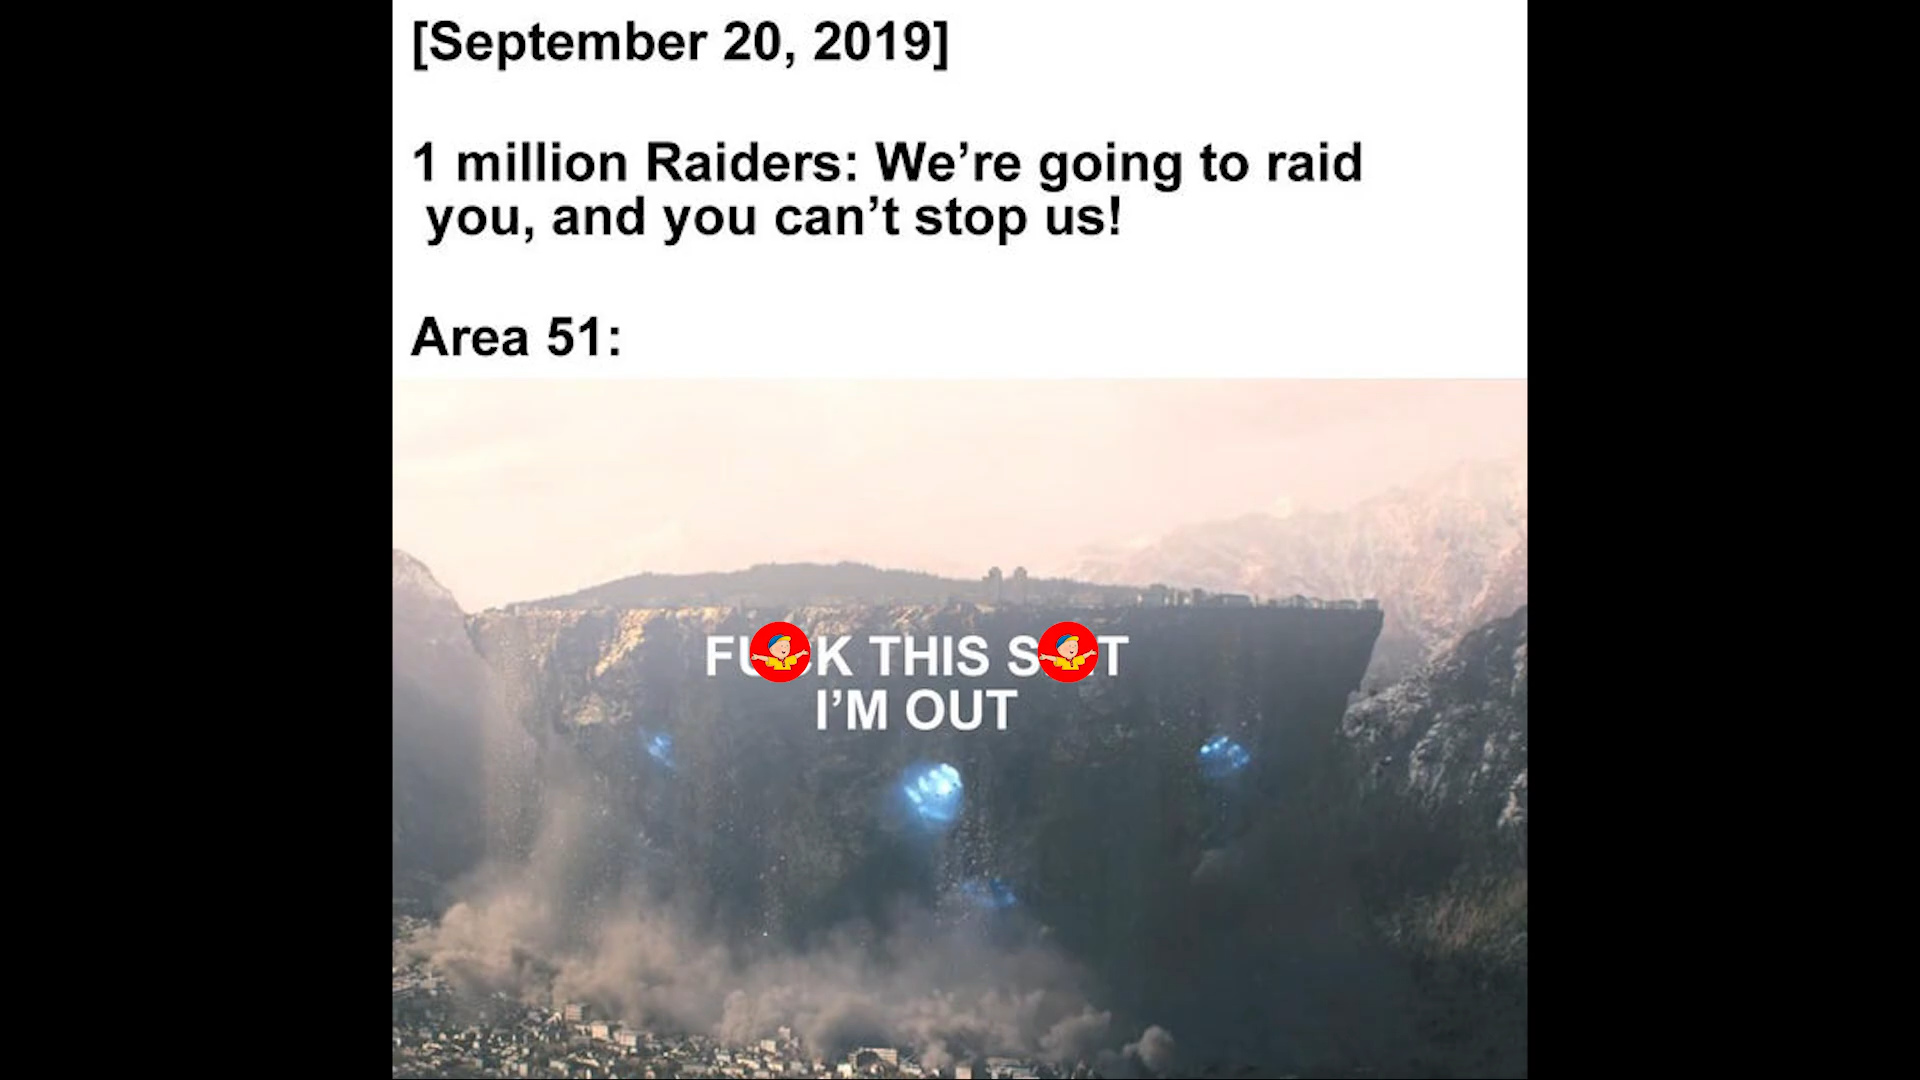 [September 20, 2019]
1 million Raiders: We’re going to raid
you, and you can’t stop us!
Area 51:
FU K THIS S T
I’M OUT